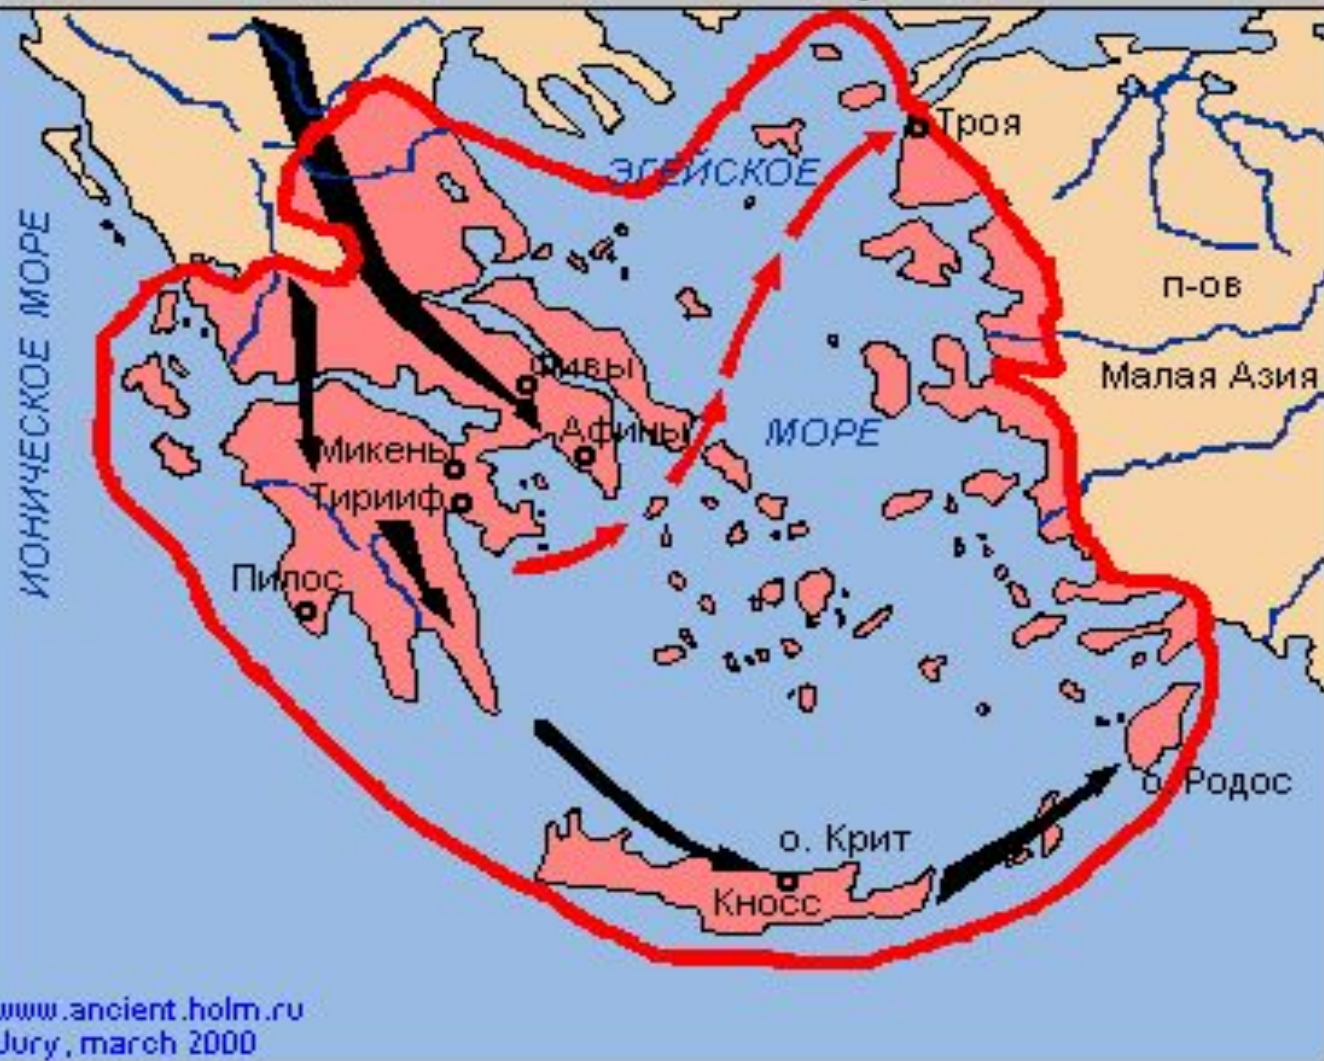 Троя
ЭГЕЙСКОЕ
ИОНИЧЕСКОЕ МОРЕ
п-ов
Фивы
Малая Азия
Афины
МОРЕ
Микены
Тирииф
Пилос
о. Родос
о. Крит
Кносс
www.ancient.holm.ru
Jury, march 2000